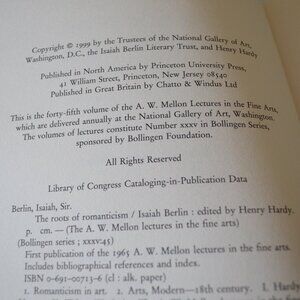 Copyright © 1999 by the Trustees of the National Gallery of Art,
Washington, D.C., the Isaiah Berlin Literary Trust, and Henry Hardy
Published in North America by Princeton University Press,
41 William Street, Princeton, New Jersey 08540
Published in Great Britain by Chatto & Windus Ltd
This is the forty-fifth volume of the A. W. Mellon Lectures in the Fine Arts,
which are delivered annually at the National Gallery of Art, Washington.
The volumes of lectures constitute Number xxxv in Bollingen Series,
sponsored by Bollingen Foundation.
All Rights Reserved
Library of Congress Cataloging-in-Publication Data
Berlin, Isaiah, Sir.
The roots of romanticism / Isaiah Berlin : edited by Henry Hardy.
p. cm. — (The A. W. Mellon lectures in the fine arts)
(Bollingen series ; xxxv:45)
First publication of the 1965 A. W. Mellon lectures in the fine arts.
Includes bibliographical references and index.
ISBN 0-691-00713-6 (cl : alk. paper)
1. Romanticism in art. 2. Arts, Modern—18th century. I. Hardy